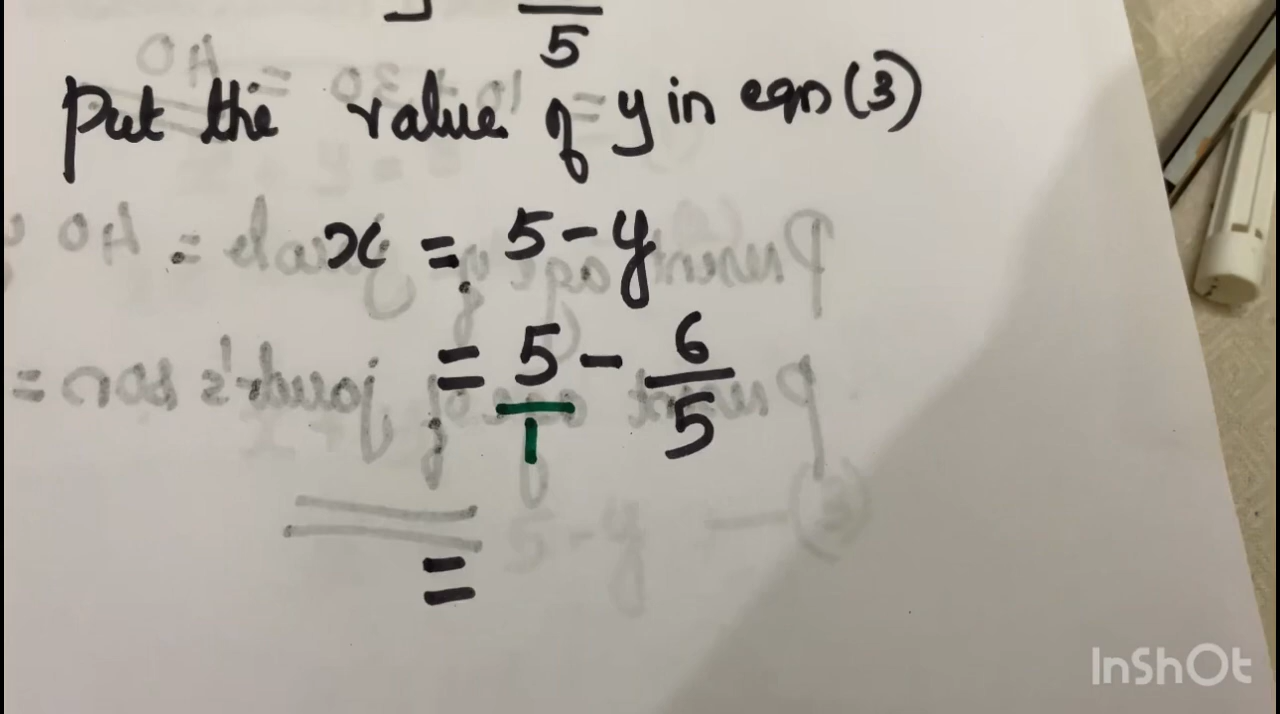 5
Put the value of y in eqn (3)
x = 5 - y
= 5/1 - 6/5
=
InShOt